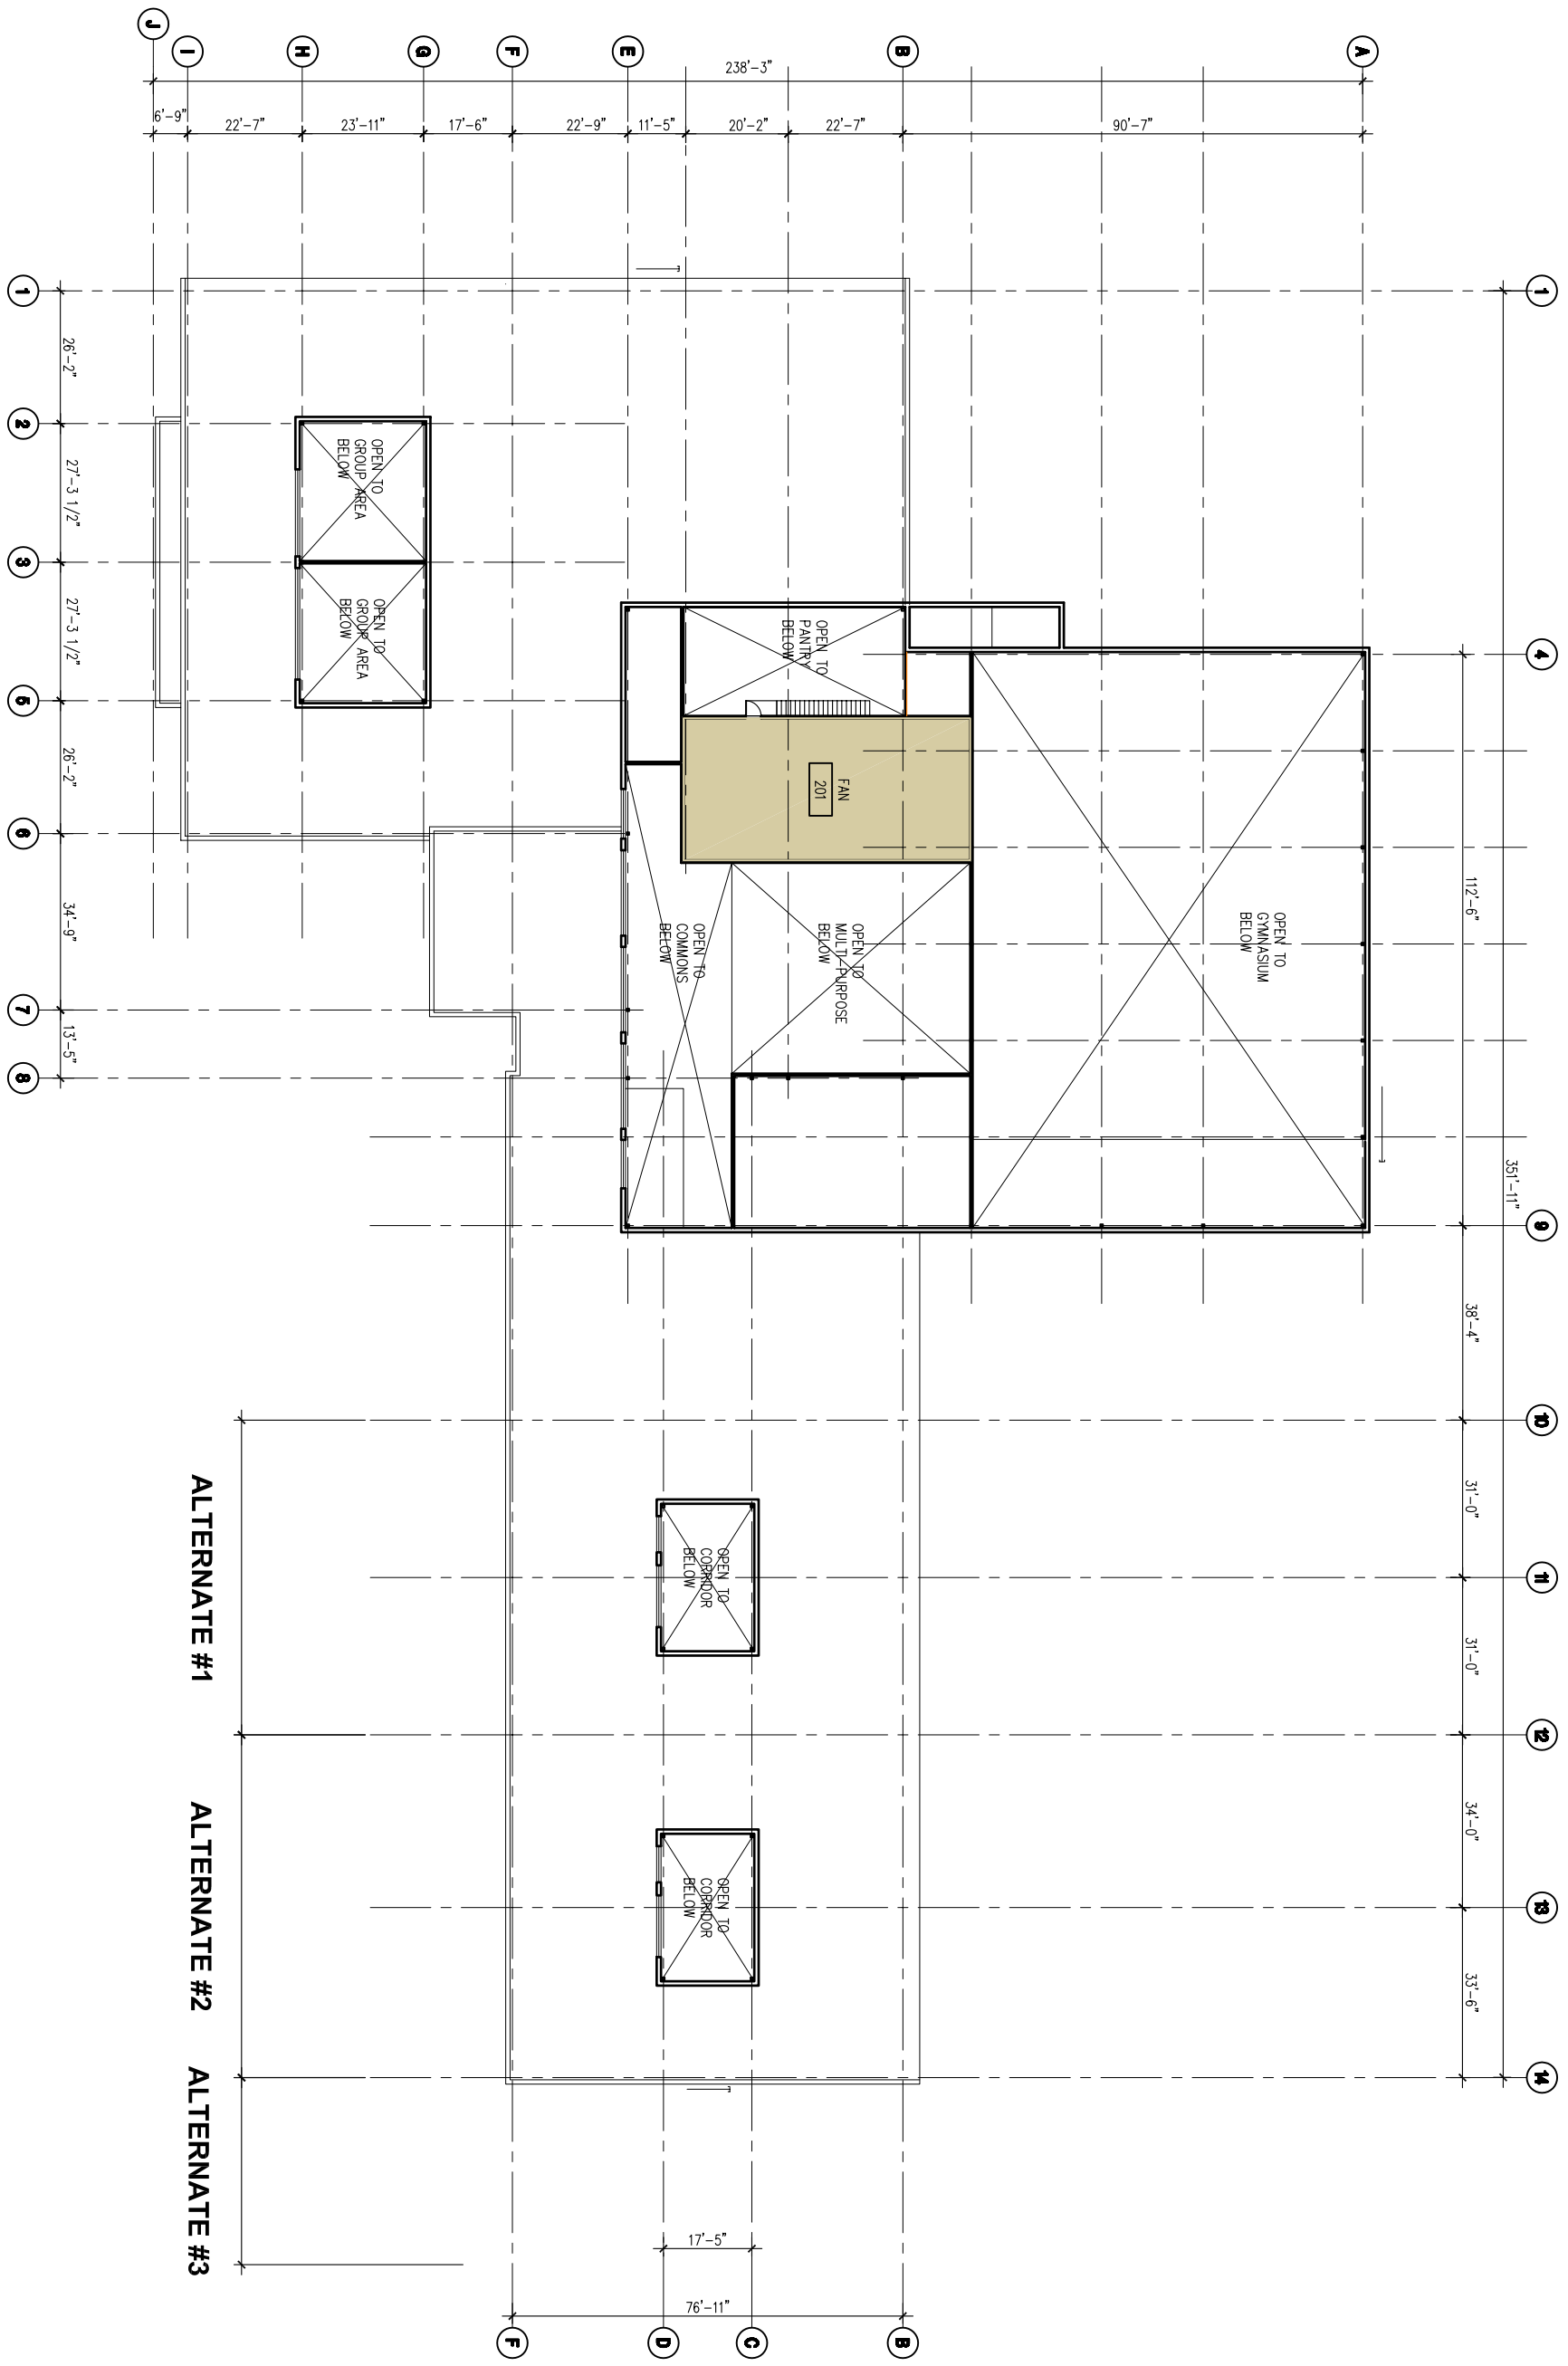 J
I
H
G
F
E
B
A
238'-3"
6'-9"
22'-7"
23'-11"
17'-6"
22'-9"
11'-5"
20'-2"
22'-7"
90'-7"
1
2
3
5
6
7
8
26'-2"
27'-3 1/2"
27'-3 1/2"
26'-2"
34'-9"
13'-5"
1
4
9
10
11
12
13
14
351'-11"
112'-6"
38'-4"
31'-0"
31'-0"
34'-0"
33'-6"
OPEN TO
GROUP AREA
BELOW
OPEN TO
GROUP AREA
BELOW
OPEN TO
PANTRY
BELOW
FAN
201
OPEN TO
GYMNASIUM
BELOW
OPEN TO
MULTI-PURPOSE
BELOW
OPEN TO
COMMONS
BELOW
OPEN TO
CORRIDOR
BELOW
OPEN TO
CORRIDOR
BELOW
ALTERNATE #1
ALTERNATE #2
ALTERNATE #3
17'-5"
76'-11"
F
D
C
B